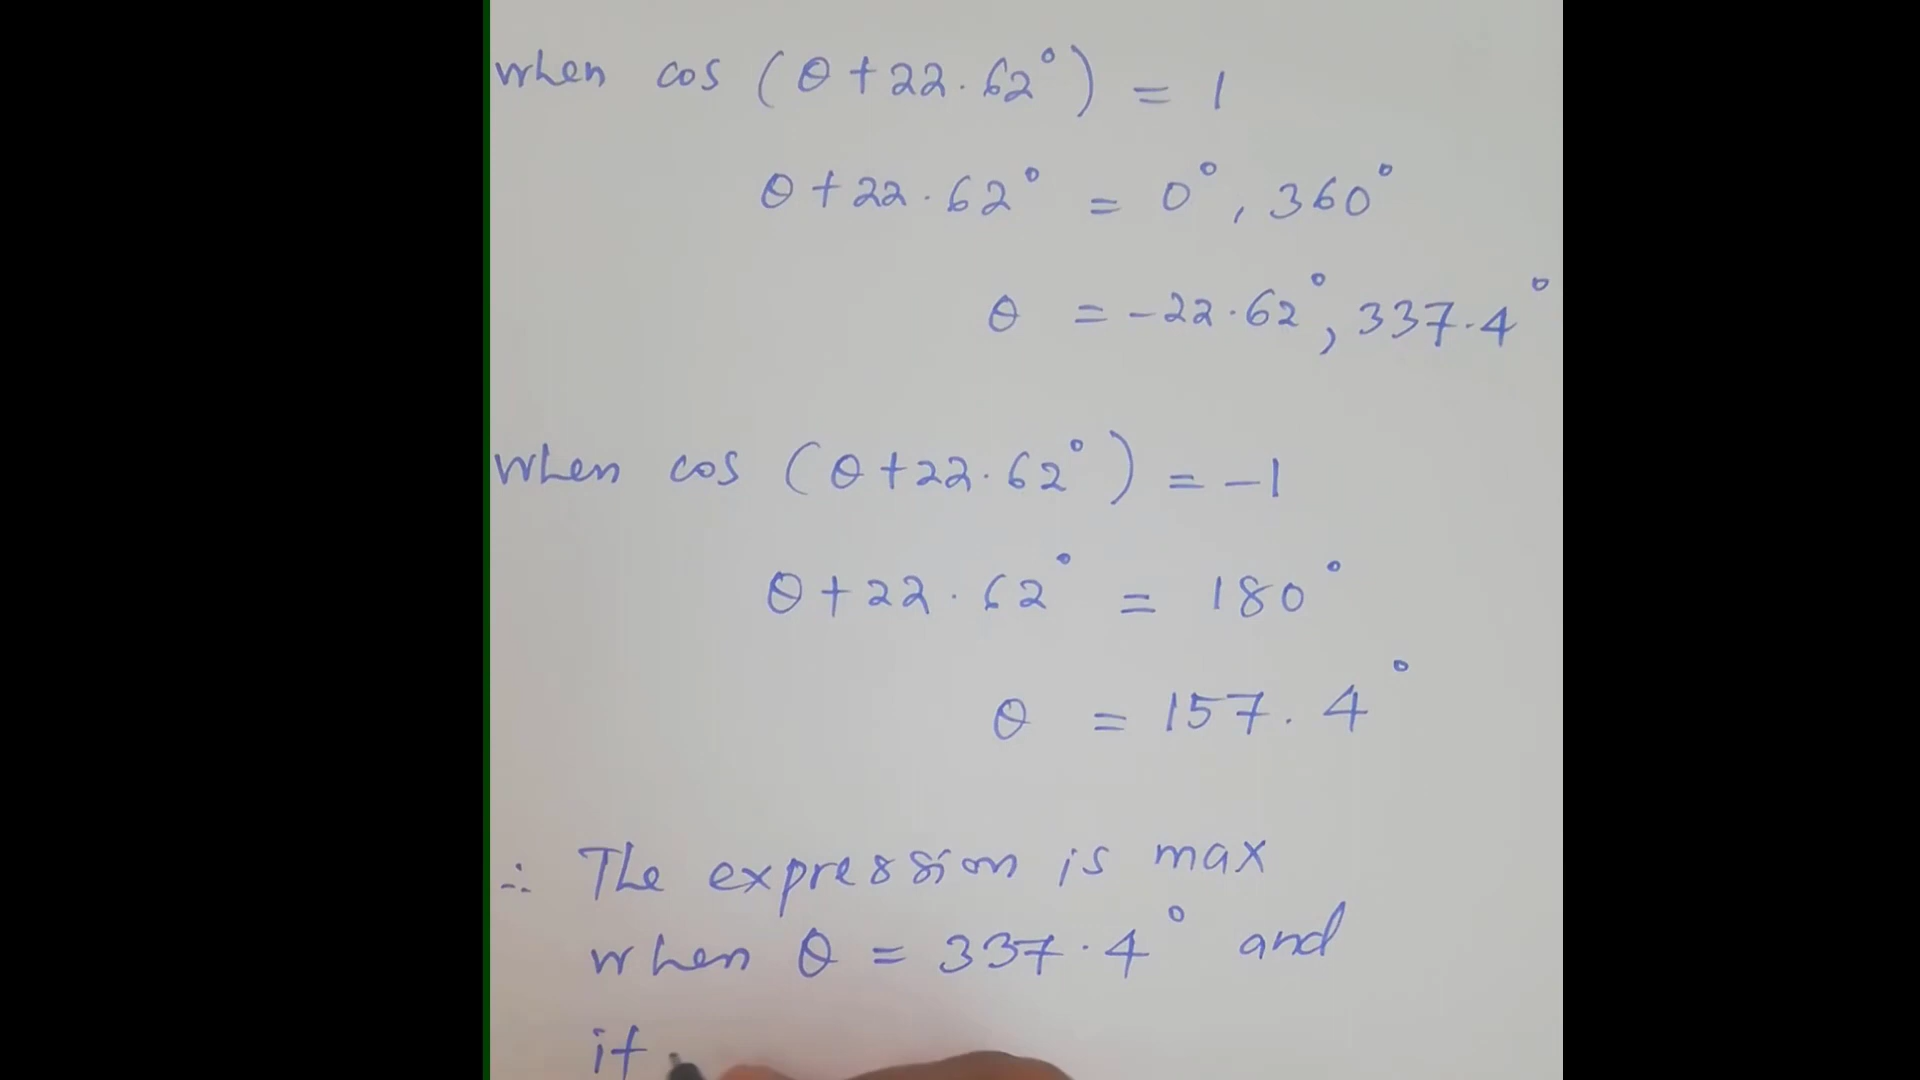 when cos (θ + 22.62°) = 1
θ + 22.62° = 0°, 360°
θ = -22.62°, 337.4°
when cos (θ + 22.62°) = -1
θ + 22.62° = 180°
θ = 157.4°
∴ The expression is max
when θ = 337.4° and
it